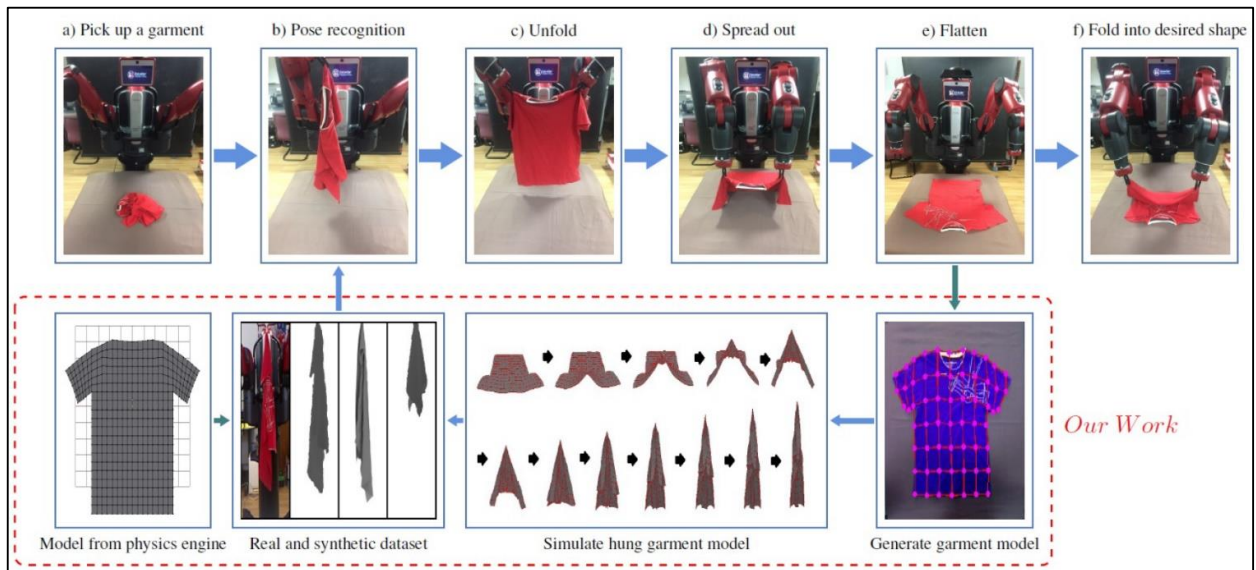 a) Pick up a garment
b) Pose recognition
c) Unfold
d) Spread out
e) Flatten
f) Fold into desired shape
Our Work
Model from physics engine
Real and synthetic dataset
Simulate hung garment model
Generate garment model